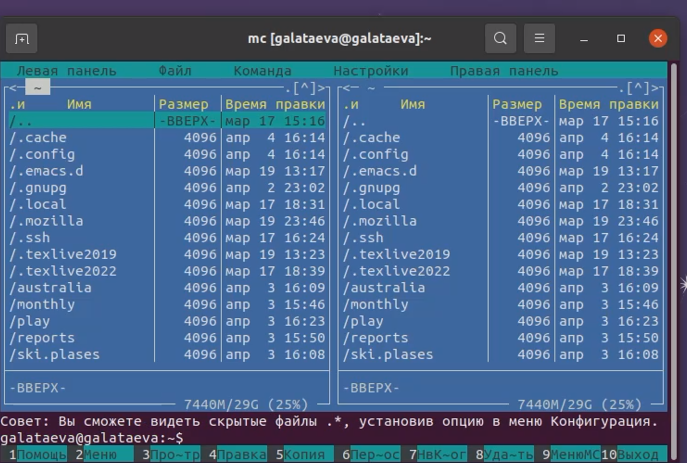 mc [galataeva@galataeva]:~
Левая панель Файл Команда Настройки Правая панель
<─ ~ .[^]> <─ ~ .[^]>
.и Имя Размер Время правки .и Имя Размер Время правки
/.. -ВВЕРХ- мар 17 15:16 /.. -ВВЕРХ- мар 17 15:16
/.cache 4096 апр 4 16:14 /.cache 4096 апр 4 16:14
/.config 4096 апр 4 16:14 /.config 4096 апр 4 16:14
/.emacs.d 4096 мар 19 13:17 /.emacs.d 4096 мар 19 13:17
/.gnupg 4096 апр 2 23:02 /.gnupg 4096 апр 2 23:02
/.local 4096 мар 17 18:31 /.local 4096 мар 17 18:31
/.mozilla 4096 мар 19 23:46 /.mozilla 4096 мар 19 23:46
/.ssh 4096 мар 17 16:24 /.ssh 4096 мар 17 16:24
/.texlive2019 4096 мар 19 13:23 /.texlive2019 4096 мар 19 13:23
/.texlive2022 4096 мар 17 18:39 /.texlive2022 4096 мар 17 18:39
/australia 4096 апр 3 16:09 /australia 4096 апр 3 16:09
/monthly 4096 апр 3 15:46 /monthly 4096 апр 3 15:46
/play 4096 апр 3 16:23 /play 4096 апр 3 16:23
/reports 4096 апр 3 15:50 /reports 4096 апр 3 15:50
/ski.plases 4096 апр 3 16:08 /ski.plases 4096 апр 3 16:08
-ВВЕРХ- -ВВЕРХ-
7440M/29G (25%) 7440M/29G (25%)
Совет: Вы сможете видеть скрытые файлы .*, установив опцию в меню Конфигурация.
galataeva@galataeva:~$
1Помощь 2Меню 3Про~тр 4Правка 5Копия 6Пер~ос 7НвК~ог 8Уда~ть 9МенюMC 10Выход